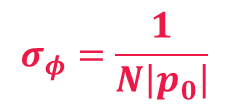 σ_ϕ = 1 / (N|p₀|)